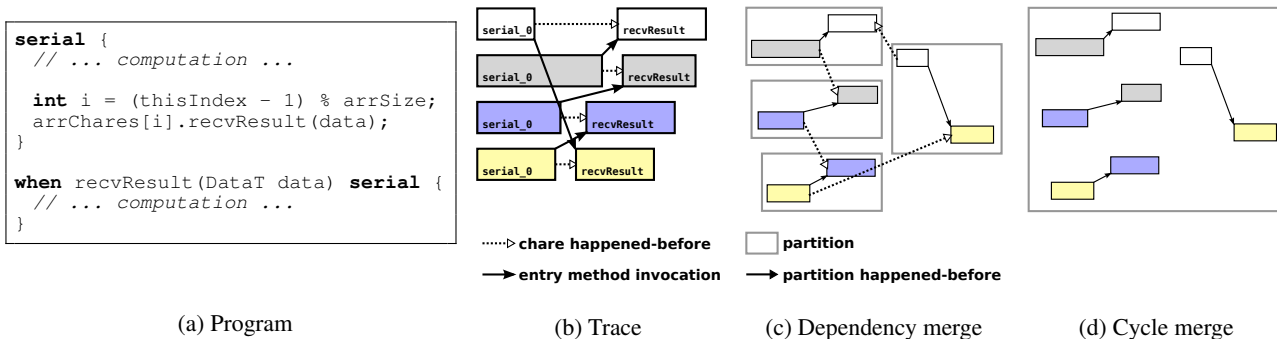 serial {
// ... computation ...
int i = (thisIndex - 1) % arrSize;
arrChares[i].recvResult(data);
}
when recvResult(DataT data) serial {
// ... computation ...
}
(a) Program
serial_0 recvResult
serial_0 recvResult
serial_0 recvResult
serial_0 recvResult
chare happened-before
entry method invocation
(b) Trace
partition
partition happened-before
(c) Dependency merge
(d) Cycle merge